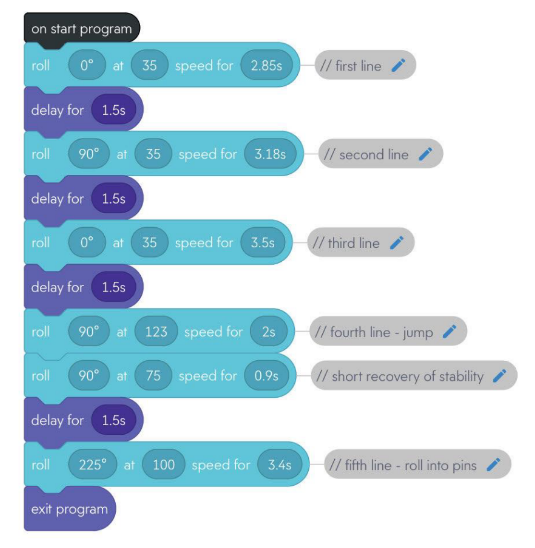 on start program
roll 0° at 35 speed for 2.85s // first line
delay for 1.5s
roll 90° at 35 speed for 3.18s // second line
delay for 1.5s
roll 0° at 35 speed for 3.5s // third line
delay for 1.5s
roll 90° at 123 speed for 2s // fourth line - jump
roll 90° at 75 speed for 0.9s // short recovery of stability
delay for 1.5s
roll 225° at 100 speed for 3.4s // fifth line - roll into pins
exit program